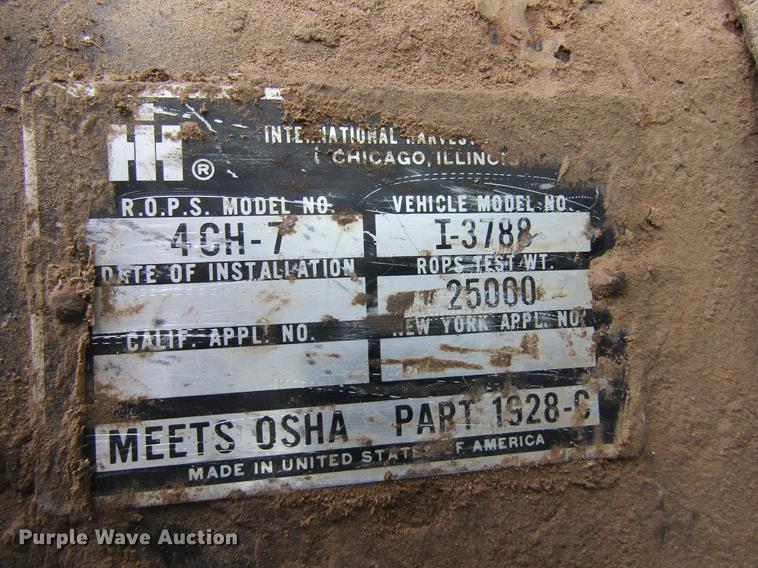 IH ®
INTERNATIONAL HARVES
CHICAGO, ILLINOI
R.O.P.S. MODEL NO. VEHICLE MODEL NO.
4CH-7 I-3788
DATE OF INSTALLATION ROPS TEST WT.
25000
CALIF. APPL. NO. NEW YORK APPL. NO.
MEETS OSHA PART 1928-C
MADE IN UNITED STATES OF AMERICA
Purple Wave Auction